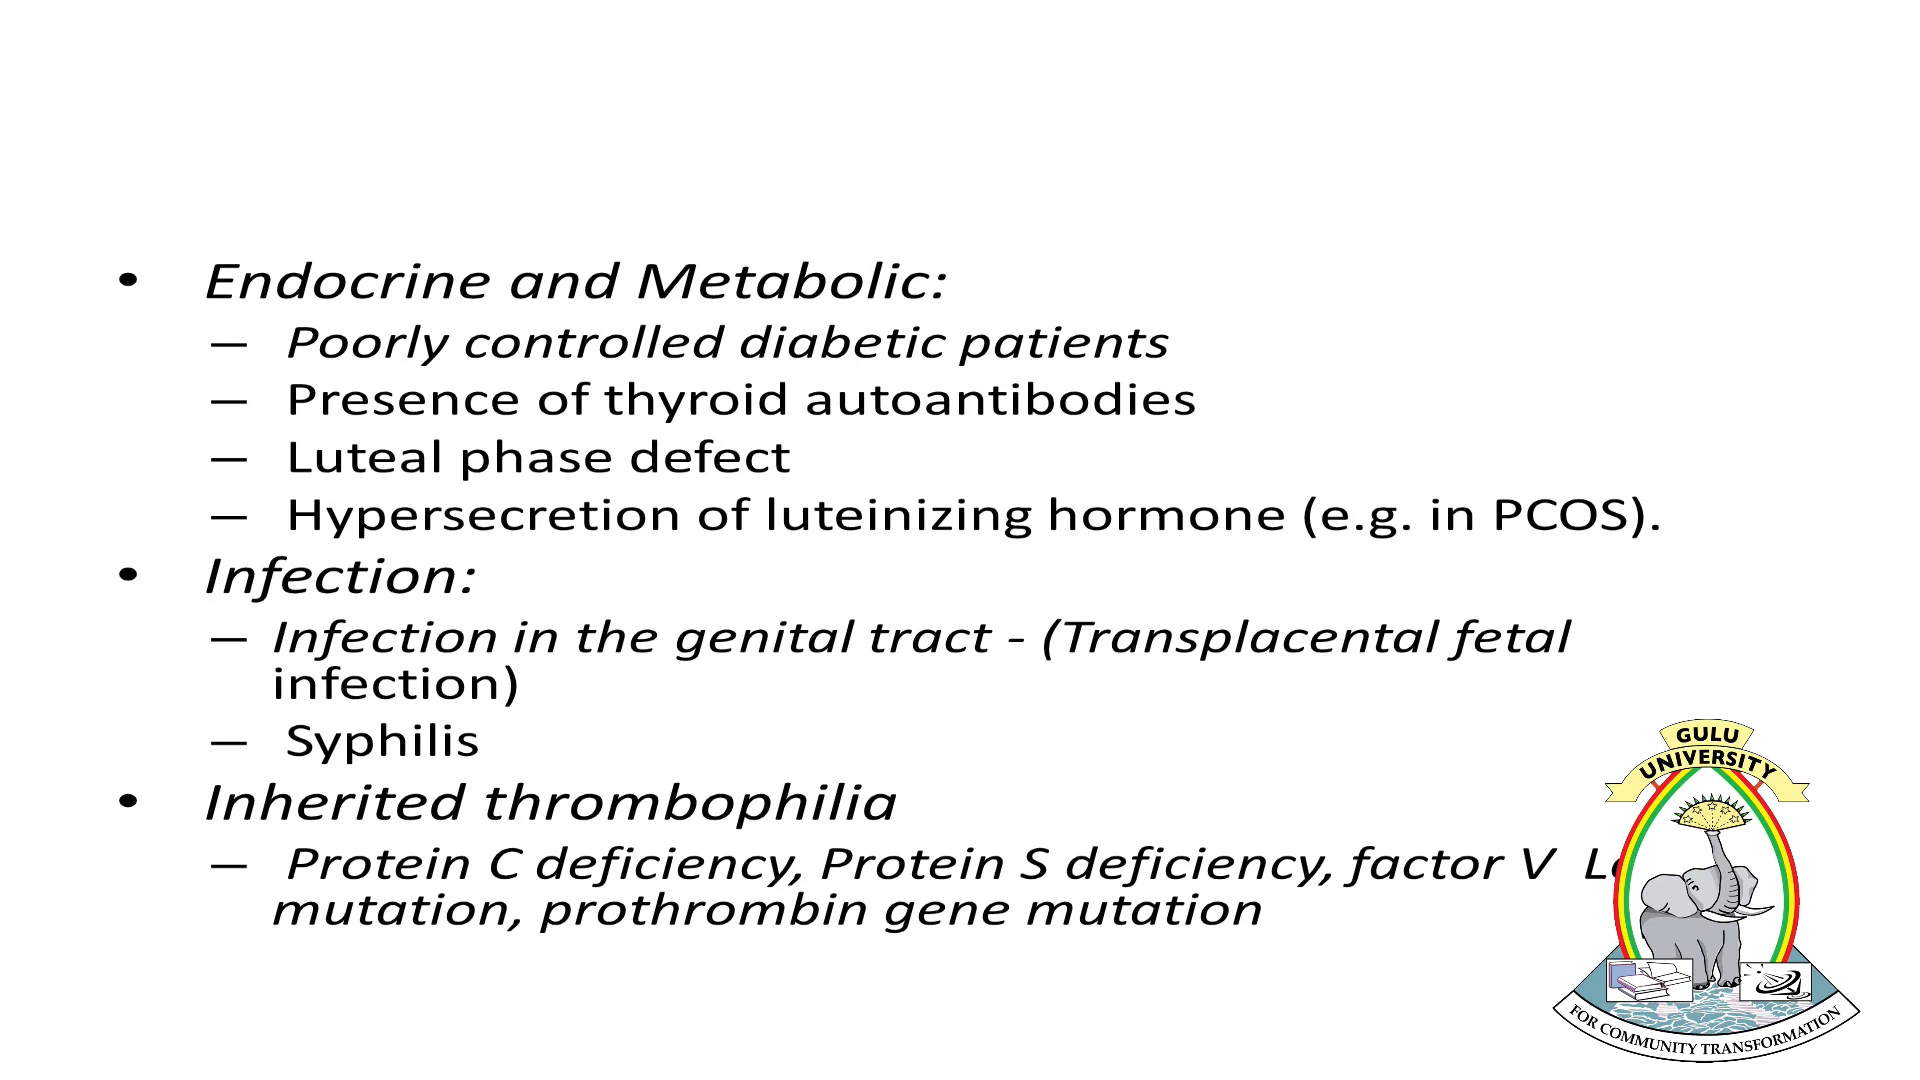 • Endocrine and Metabolic:
– Poorly controlled diabetic patients
– Presence of thyroid autoantibodies
– Luteal phase defect
– Hypersecretion of luteinizing hormone (e.g. in PCOS).
• Infection:
– Infection in the genital tract - (Transplacental fetal
infection)
– Syphilis
• Inherited thrombophilia
– Protein C deficiency, Protein S deficiency, factor V
mutation, prothrombin gene mutation
GULU
UNIVERSITY
FOR COMMUNITY TRANSFORMATION